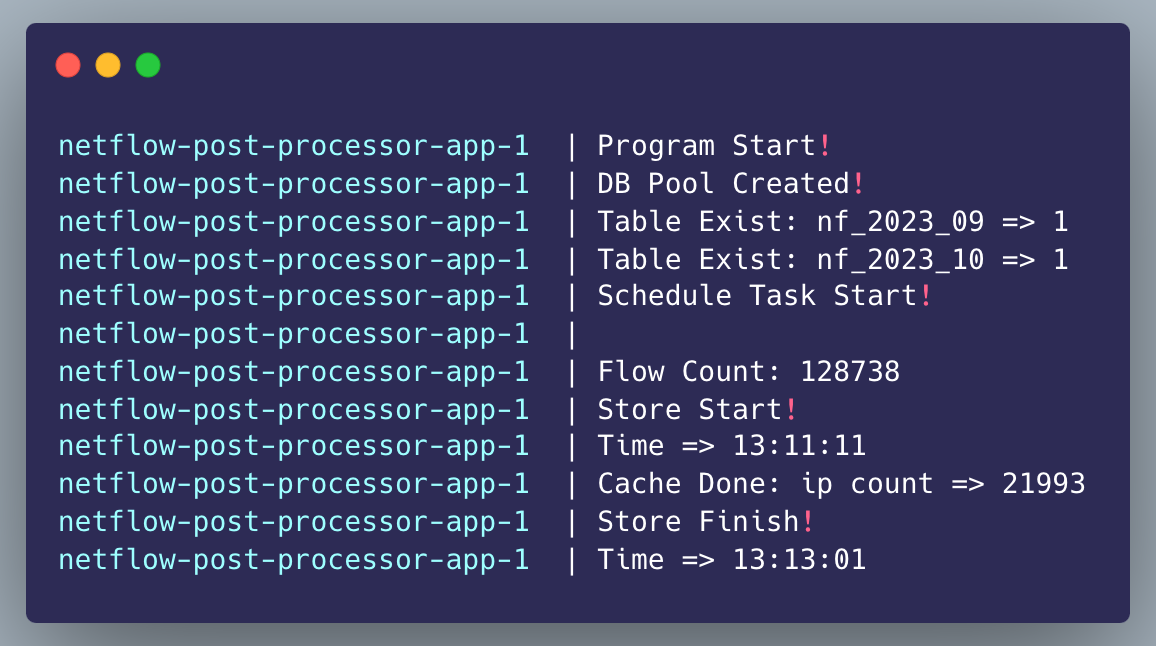 netflow-post-processor-app-1  | Program Start!
netflow-post-processor-app-1  | DB Pool Created!
netflow-post-processor-app-1  | Table Exist: nf_2023_09 => 1
netflow-post-processor-app-1  | Table Exist: nf_2023_10 => 1
netflow-post-processor-app-1  | Schedule Task Start!
netflow-post-processor-app-1  |
netflow-post-processor-app-1  | Flow Count: 128738
netflow-post-processor-app-1  | Store Start!
netflow-post-processor-app-1  | Time => 13:11:11
netflow-post-processor-app-1  | Cache Done: ip count => 21993
netflow-post-processor-app-1  | Store Finish!
netflow-post-processor-app-1  | Time => 13:13:01